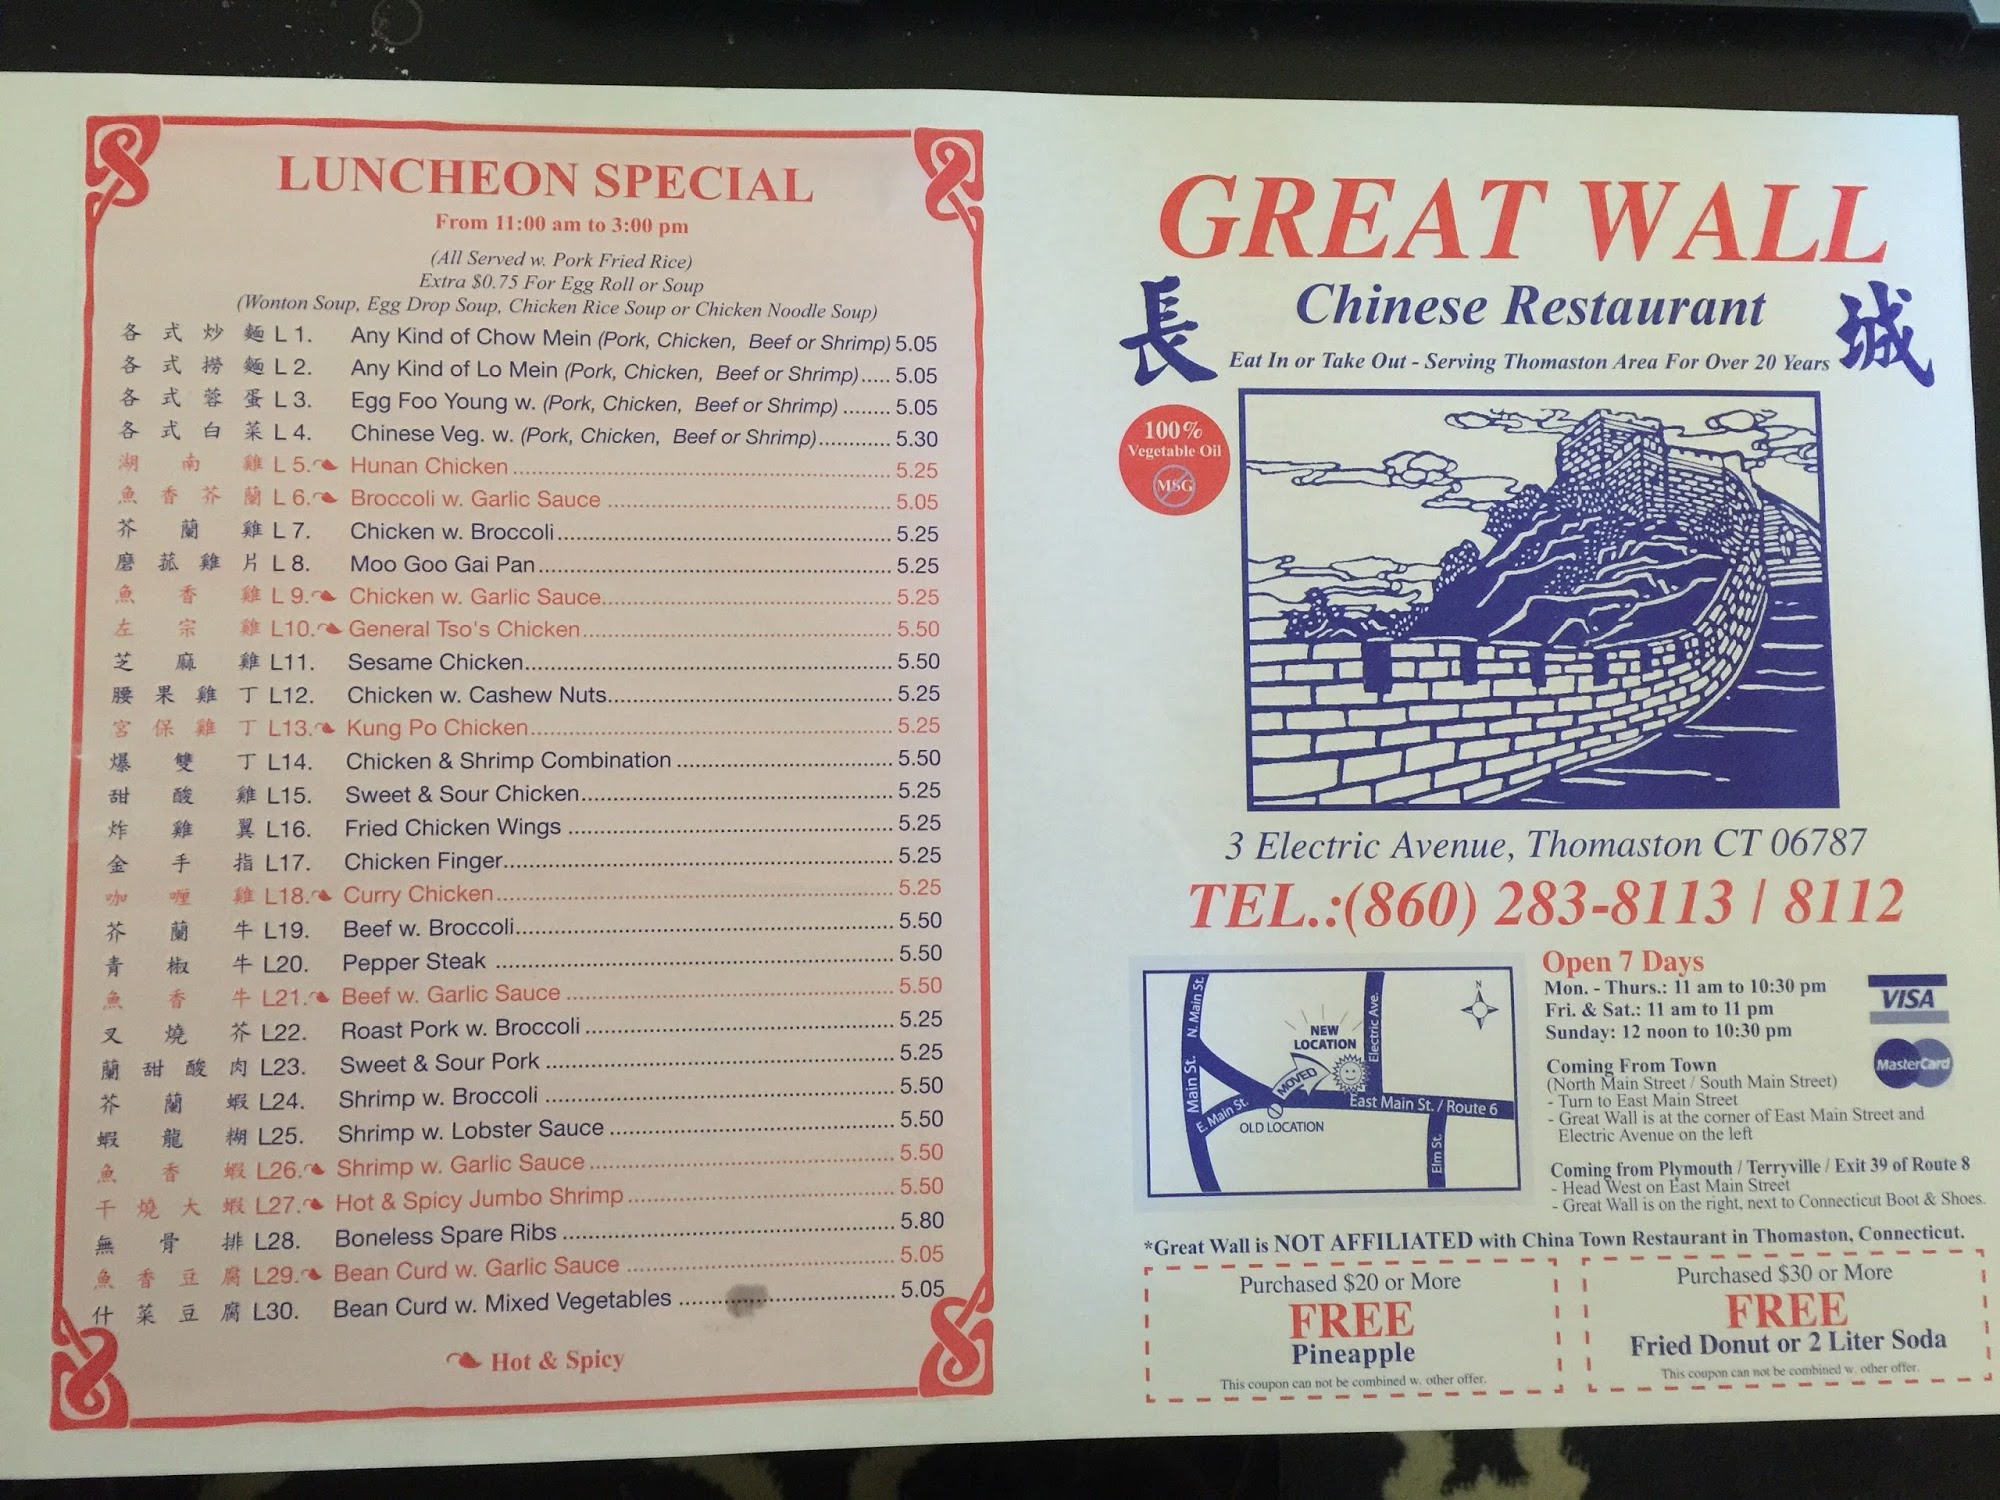 LUNCHEON SPECIAL
From 11:00 am to 3:00 pm
(All Served w. Pork Fried Rice)
Extra $0.75 For Egg Roll or Soup
(Wonton Soup, Egg Drop Soup, Chicken Rice Soup or Chicken Noodle Soup)
各式炒麵 L 1. Any Kind of Chow Mein (Pork, Chicken, Beef or Shrimp) 5.05
各式撈麵 L 2. Any Kind of Lo Mein (Pork, Chicken, Beef or Shrimp)..... 5.05
各式蓉蛋 L 3. Egg Foo Young w. (Pork, Chicken, Beef or Shrimp) ........ 5.05
各式白菜 L 4. Chinese Veg. w. (Pork, Chicken, Beef or Shrimp)............ 5.30
湖南雞 L 5. Hunan Chicken ........ 5.25
魚香芥蘭 L 6. Broccoli w. Garlic Sauce ........ 5.05
芥蘭雞 L 7. Chicken w. Broccoli ........ 5.25
磨菰雞片 L 8. Moo Goo Gai Pan ........ 5.25
魚香雞 L 9. Chicken w. Garlic Sauce ........ 5.25
左宗雞 L10. General Tso's Chicken ........ 5.50
芝麻雞 L11. Sesame Chicken ........ 5.50
腰果雞丁 L12. Chicken w. Cashew Nuts ........ 5.25
宮保雞丁 L13. Kung Po Chicken ........ 5.25
爆雙丁 L14. Chicken & Shrimp Combination ........ 5.50
甜酸雞 L15. Sweet & Sour Chicken ........ 5.25
炸雞翼 L16. Fried Chicken Wings ........ 5.25
金手指 L17. Chicken Finger ........ 5.25
咖喱雞 L18. Curry Chicken ........ 5.25
芥蘭牛 L19. Beef w. Broccoli ........ 5.50
青椒牛 L20. Pepper Steak ........ 5.50
魚香牛 L21. Beef w. Garlic Sauce ........ 5.50
叉燒芥 L22. Roast Pork w. Broccoli ........ 5.25
蘭甜酸肉 L23. Sweet & Sour Pork ........ 5.25
芥蘭蝦 L24. Shrimp w. Broccoli ........ 5.50
蝦龍糊 L25. Shrimp w. Lobster Sauce ........ 5.50
魚香蝦 L26. Shrimp w. Garlic Sauce ........ 5.50
干燒大蝦 L27. Hot & Spicy Jumbo Shrimp ........ 5.50
無骨排 L28. Boneless Spare Ribs ........ 5.80
魚香豆腐 L29. Bean Curd w. Garlic Sauce ........ 5.05
什菜豆腐 L30. Bean Curd w. Mixed Vegetables ........ 5.05
Hot & Spicy
GREAT WALL
長城
Chinese Restaurant
Eat In or Take Out - Serving Thomaston Area For Over 20 Years
100%
Vegetable Oil
MSG
3 Electric Avenue, Thomaston CT 06787
TEL.:(860) 283-8113 / 8112
N. Main St.
Main St.
E. Main St.
NEW
LOCATION
MOVED
OLD LOCATION
Electric Ave.
East Main St. / Route 6
Elm St.
N
Open 7 Days
Mon. - Thurs.: 11 am to 10:30 pm
Fri. & Sat.: 11 am to 11 pm
Sunday: 12 noon to 10:30 pm
VISA
MasterCard
Coming From Town
(North Main Street / South Main Street)
- Turn to East Main Street
- Great Wall is at the corner of East Main Street and
Electric Avenue on the left
Coming from Plymouth / Terryville / Exit 39 of Route 8
- Head West on East Main Street
- Great Wall is on the right, next to Connecticut Boot & Shoes.
*Great Wall is NOT AFFILIATED with China Town Restaurant in Thomaston, Connecticut.
Purchased $20 or More
FREE
Pineapple
This coupon can not be combined w. other offer.
Purchased $30 or More
FREE
Fried Donut or 2 Liter Soda
This coupon can not be combined w. other offer.